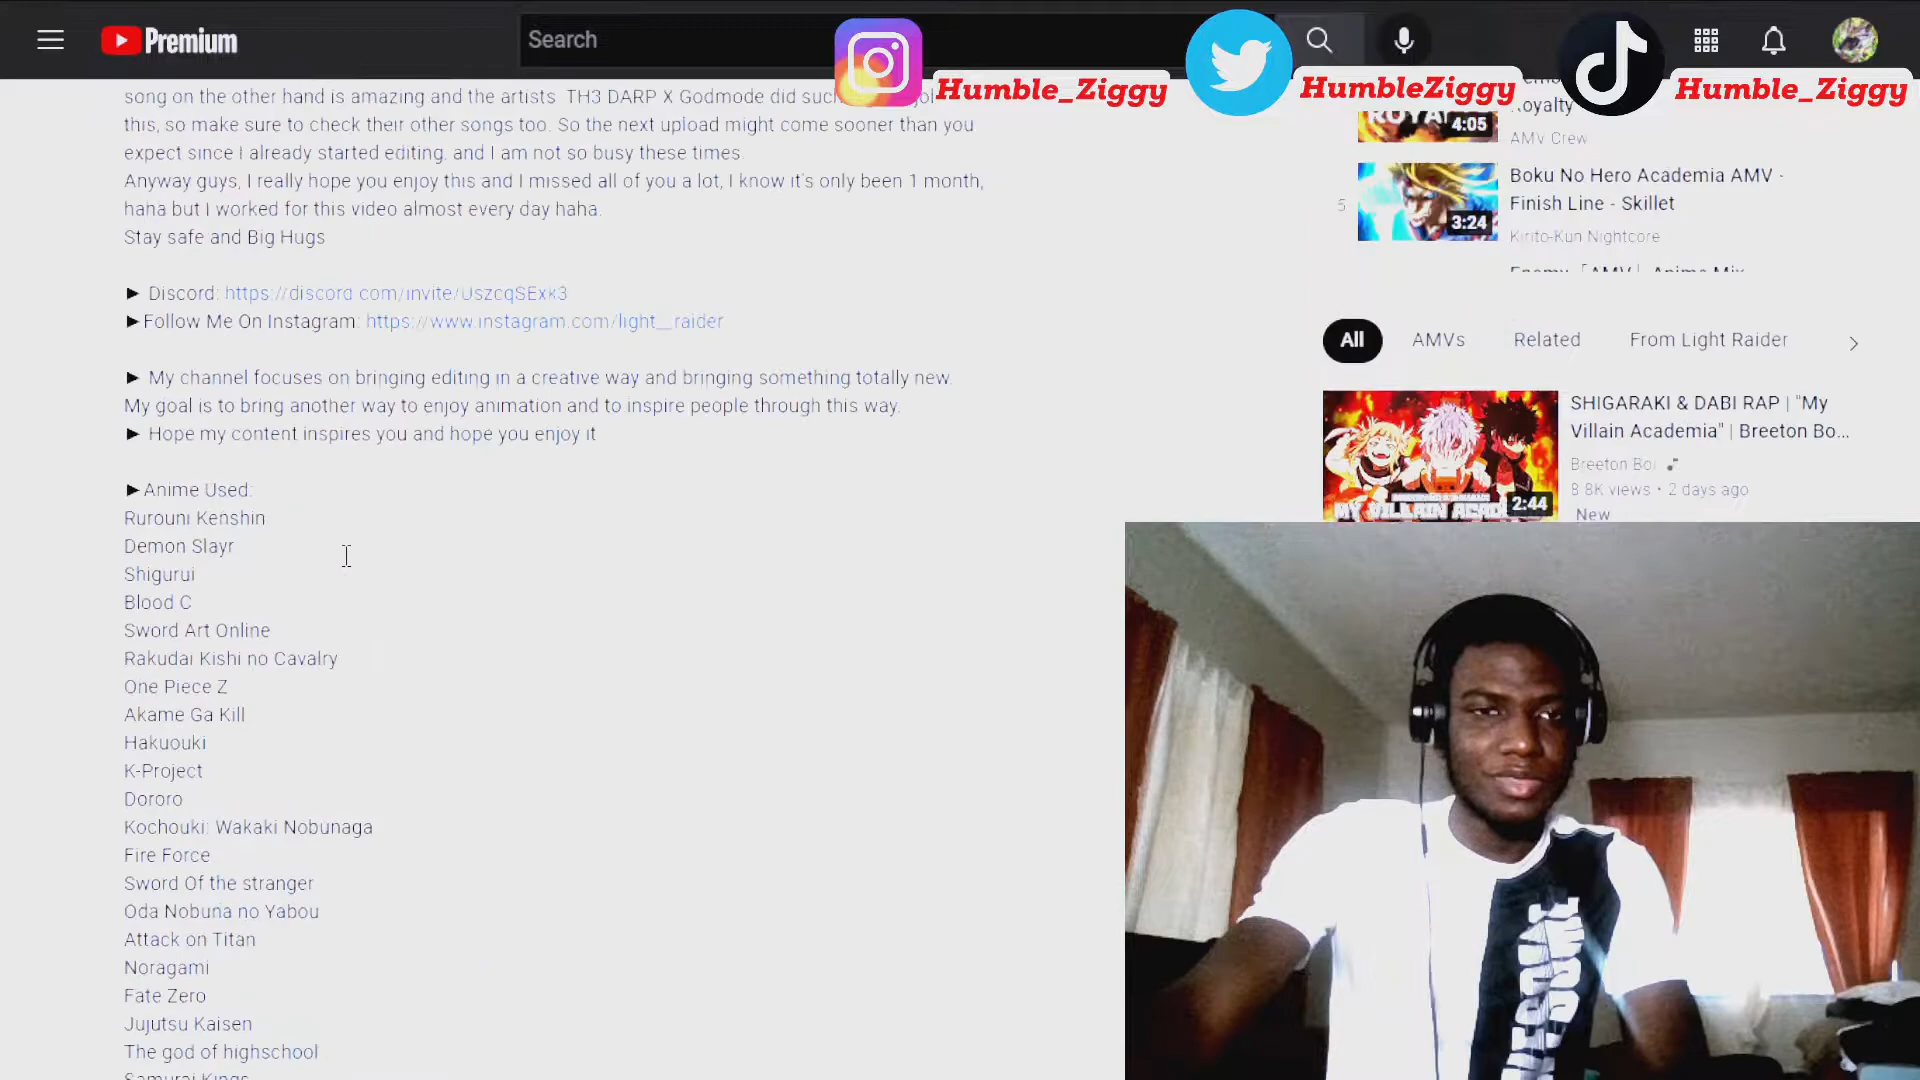 Premium
Search
Humble_Ziggy
HumbleZiggy
Humble_Ziggy
song on the other hand is amazing and the artists TH3 DARP X Godmode did
this, so make sure to check their other songs too. So the next upload might come sooner than you
expect since I already started editing. and I am not so busy these times.
Anyway guys, I really hope you enjoy this and I missed all of you a lot, I know it's only been 1 month,
haha but I worked for this video almost every day haha.
Stay safe and Big Hugs
► Discord: https://discord.com/invite/UszcqSExk3
►Follow Me On Instagram: https://www.instagram.com/light__raider
► My channel focuses on bringing editing in a creative way and bringing something totally new.
My goal is to bring another way to enjoy animation and to inspire people through this way.
► Hope my content inspires you and hope you enjoy it
►Anime Used:
Rurouni Kenshin
Demon Slayr
Shigurui
Blood C
Sword Art Online
Rakudai Kishi no Cavalry
One Piece Z
Akame Ga Kill
Hakuouki
K-Project
Dororo
Kochouki: Wakaki Nobunaga
Fire Force
Sword Of the stranger
Oda Nobuna no Yabou
Attack on Titan
Noragami
Fate Zero
Jujutsu Kaisen
The god of highschool
Samurai Kings
Royalty
4:05
AMV Crew
5
3:24
Boku No Hero Academia AMV -
Finish Line - Skillet
Kirito-Kun Nightcore
Enemy「AMV」Anime Mix
All AMVs Related From Light Raider
2:44
SHIGARAKI & DABI RAP | "My
Villain Academia" | Breeton Bo...
Breeton Boi
8.8K views • 2 days ago
New